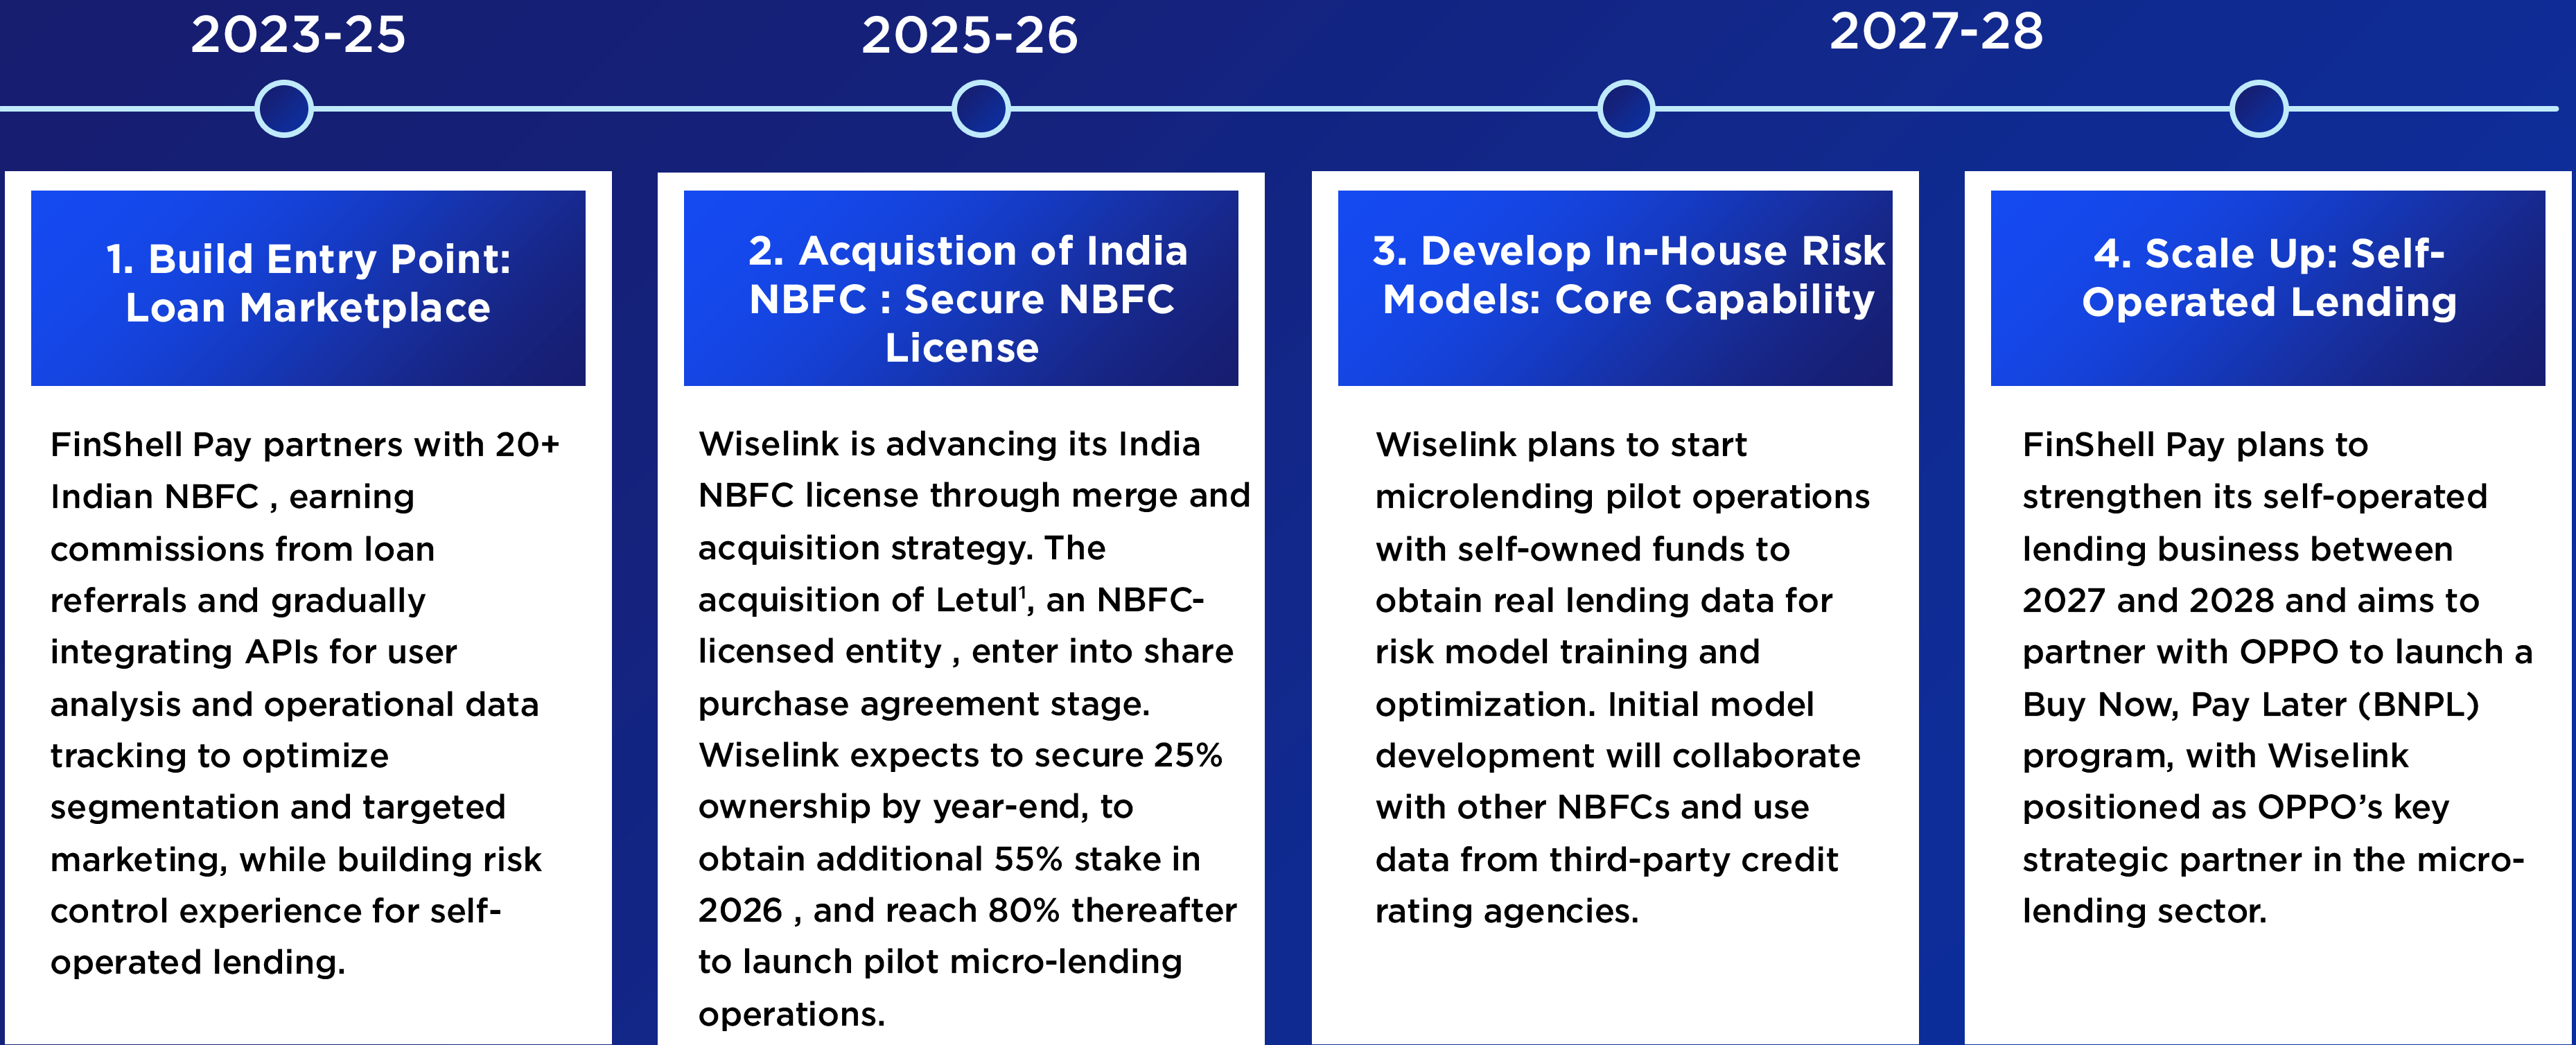 2023-25
2025-26
2027-28
1. Build Entry Point:
Loan Marketplace
FinShell Pay partners with 20+
Indian NBFC , earning
commissions from loan
referrals and gradually
integrating APIs for user
analysis and operational data
tracking to optimize
segmentation and targeted
marketing, while building risk
control experience for self-
operated lending.
2. Acquistion of India
NBFC : Secure NBFC
License
Wiselink is advancing its India
NBFC license through merge and
acquisition strategy. The
acquisition of Letul¹, an NBFC-
licensed entity , enter into share
purchase agreement stage.
Wiselink expects to secure 25%
ownership by year-end, to
obtain additional 55% stake in
2026 , and reach 80% thereafter
to launch pilot micro-lending
operations.
3. Develop In-House Risk
Models: Core Capability
Wiselink plans to start
microlending pilot operations
with self-owned funds to
obtain real lending data for
risk model training and
optimization. Initial model
development will collaborate
with other NBFCs and use
data from third-party credit
rating agencies.
4. Scale Up: Self-
Operated Lending
FinShell Pay plans to
strengthen its self-operated
lending business between
2027 and 2028 and aims to
partner with OPPO to launch a
Buy Now, Pay Later (BNPL)
program, with Wiselink
positioned as OPPO’s key
strategic partner in the micro-
lending sector.